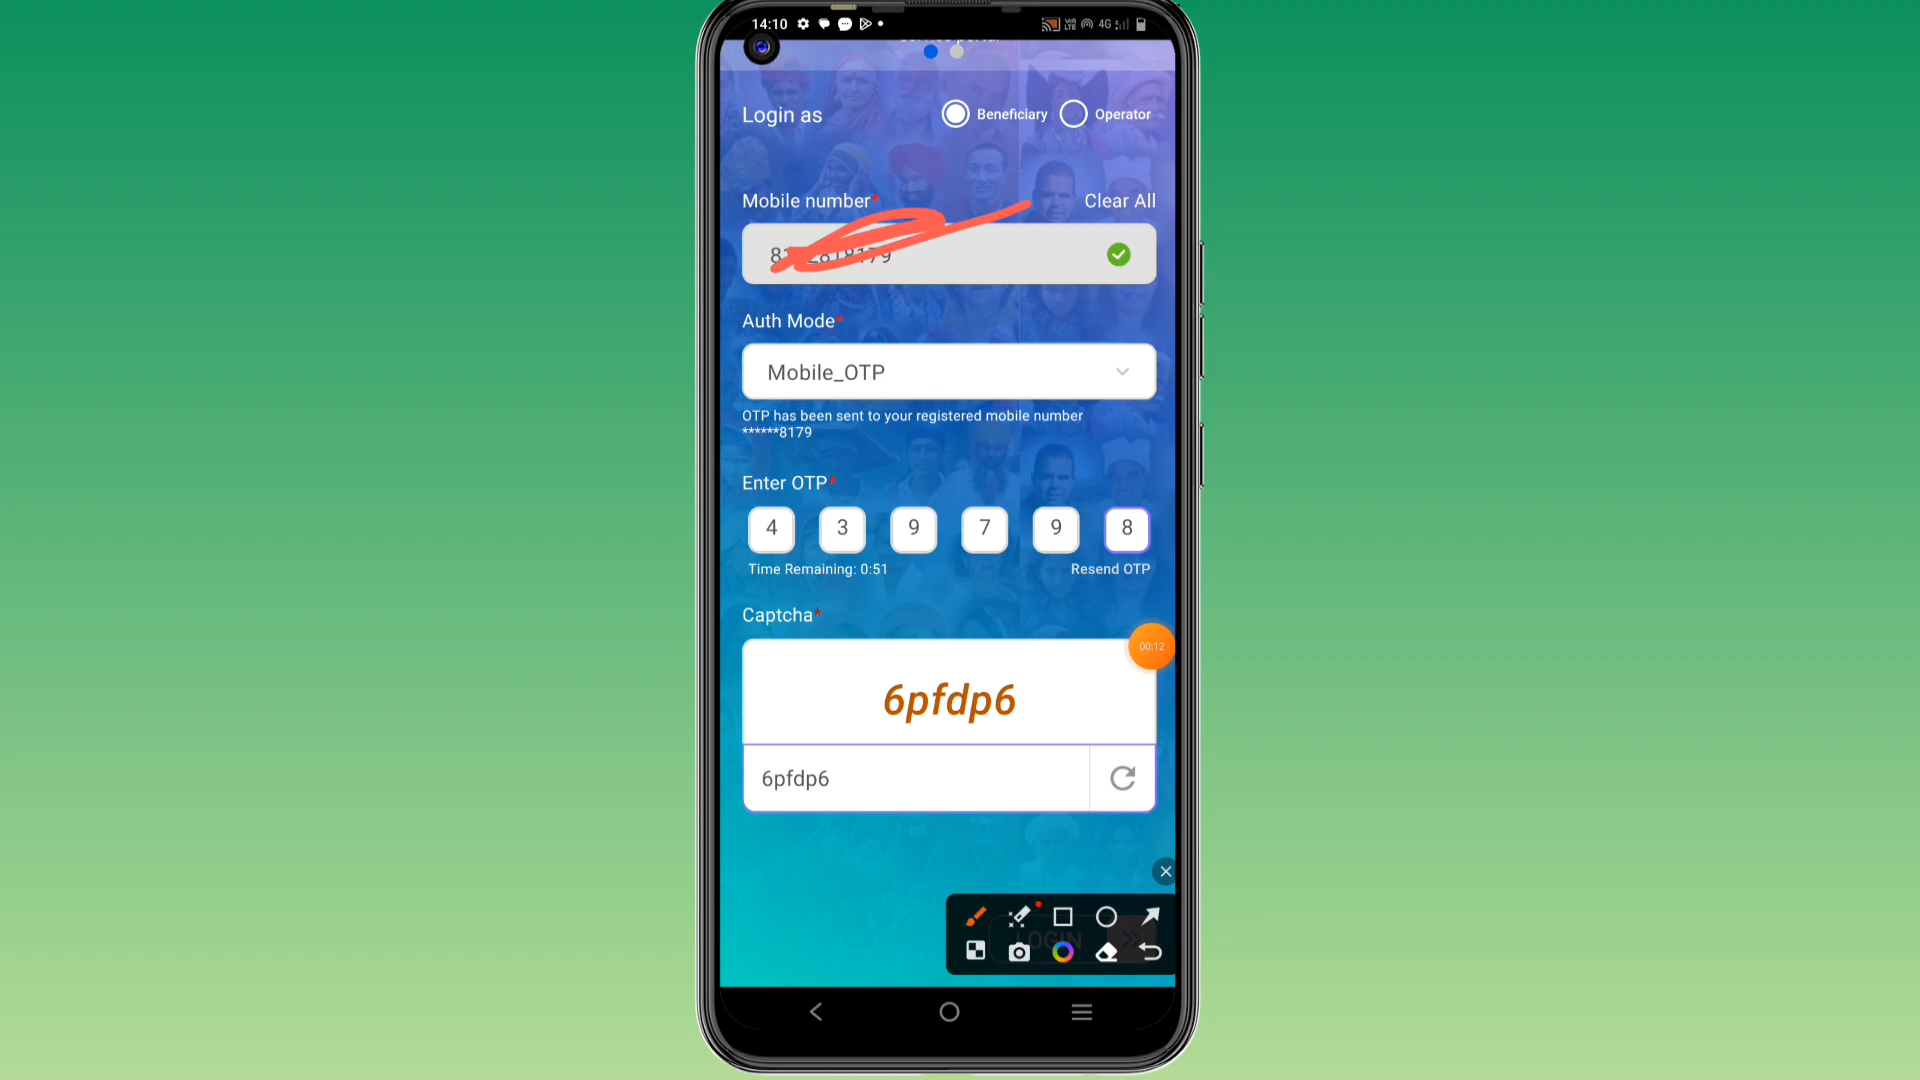 14:10
4G
Login as
Beneficiary
Operator
Mobile number*
Clear All
Auth Mode*
Mobile_OTP
OTP has been sent to your registered mobile number
******8179
Enter OTP*
4 3 9 7 9 8
Time Remaining: 0:51
Resend OTP
Captcha*
00:12
6pfdp6
6pfdp6
LOGIN